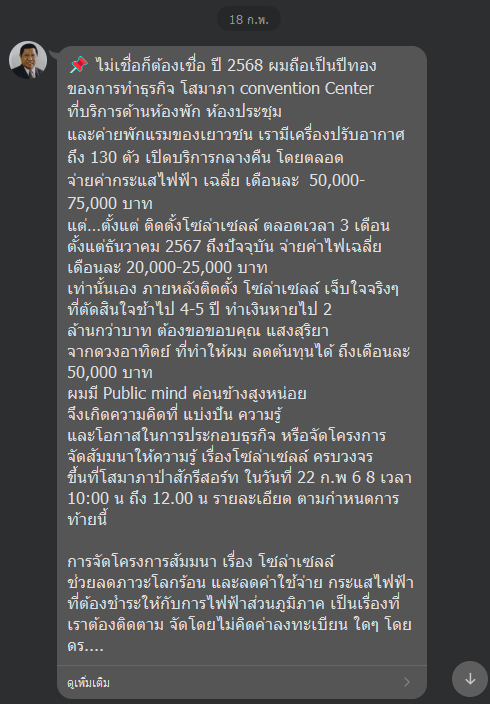 18 ก.พ.
📌 ไม่เชื่อก็ต้องเชื่อ ปี 2568 ผมถือเป็นปีทอง
ของการทำธุรกิจ โสมาภา convention Center
ที่บริการด้านห้องพัก ห้องประชุ่ม
และค่ายพักแรมของเยาวชน เรามีเครื่องปรับอากาศ
ถึง 130 ตัว เปิดบริการกลางคืน โดยตลอด
จ่ายค่ากระแสไฟฟ้า เฉลี่ย เดือนละ  50,000-
75,000 บาท
แต่...ตั้งแต่ ติดตั้งโซล่าเซลล์ ตลอดเวลา 3 เดือน
ตั้งแต่ธันวาคม 2567 ถึงปัจจุบัน จ่ายค่าไฟเฉลี่ย
เดือนละ 20,000-25,000 บาท
เท่านั้นเอง ภายหลังติดตั้ง โซล่าเซลล์ เจ็บใจจริงๆ
ที่ตัดสินใจช้าไป 4-5 ปี ทำเงินหายไป 2
ล้านกว่าบาท ต้องขอขอบคุณ แสงสุริยา
จากดวงอาทิตย์ ที่ทำให้ผม ลดต้นทุนได้ ถึงเดือนละ
50,000 บาท
ผมมี Public mind ค่อนข้างสูงหน่อย
จึงเกิดความคิดที่ แบ่งปัน ความรู้
และโอกาสในการประกอบธุรกิจ หรือจัดโครงการ
จัดสัมมนาให้ความรู้ เรื่องโซล่าเซลล์ ครบวงจร
ขึ้นที่โสมาภาป่าสักรีสอร์ท ในวันที่ 22 ก.พ 6 8 เวลา
10:00 น ถึง 12.00 น รายละเอียด ตามกำหนดการ
ท้ายนี้
การจัดโครงการสัมมนา เรื่อง โซล่าเซลล์
ช่วยลดภาวะโลกร้อน และลดค่าใช้จ่าย กระแสไฟฟ้า
ที่ต้องชำระให้กับการไฟฟ้าส่วนภูมิภาค เป็นเรื่องที่
เราต้องติดตาม จัดโดยไม่คิดค่าลงทะเบียน ใดๆ โดย
ดร....
ดูเพิ่มเติม